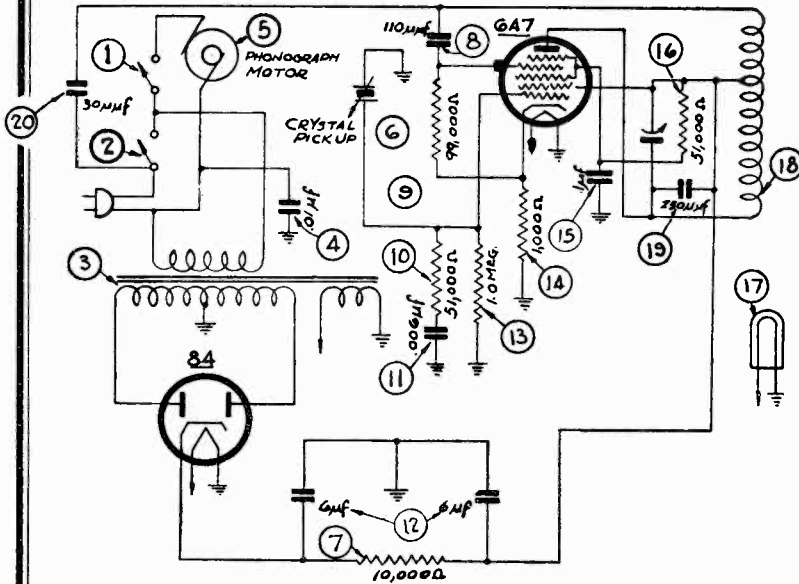 110µµf
8
6A7
5
1
PHONOGRAPH
MOTOR
16
20
30µµf
CRYSTAL
PICKUP
6
99,000Ω
51,000Ω
2
9
.1µf
18
.01µf
4
15
250µµf
19
3
10
51,000Ω
1.0 MEG.
1,000Ω
14
13
.006µf
11
17
84
6µf
12
6µf
7
10,000Ω